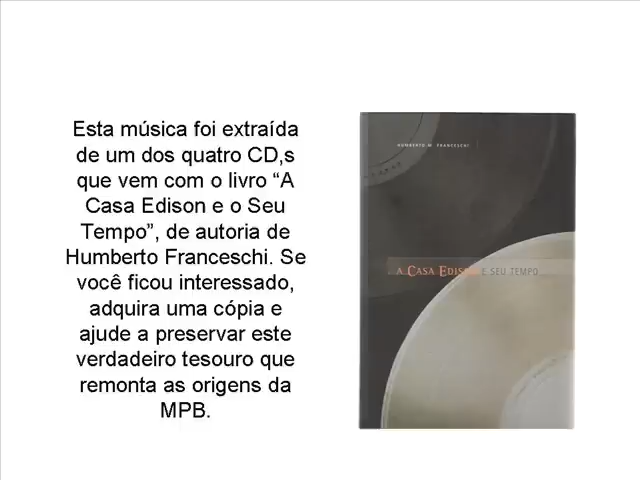 Esta música foi extraída
de um dos quatro CD,s
que vem com o livro “A
Casa Edison e o Seu
Tempo”, de autoria de
Humberto Franceschi. Se
você ficou interessado,
adquira uma cópia e
ajude a preservar este
verdadeiro tesouro que
remonta as origens da
MPB.
HUMBERTO M. FRANCESCHI
A CASA EDISON E SEU TEMPO